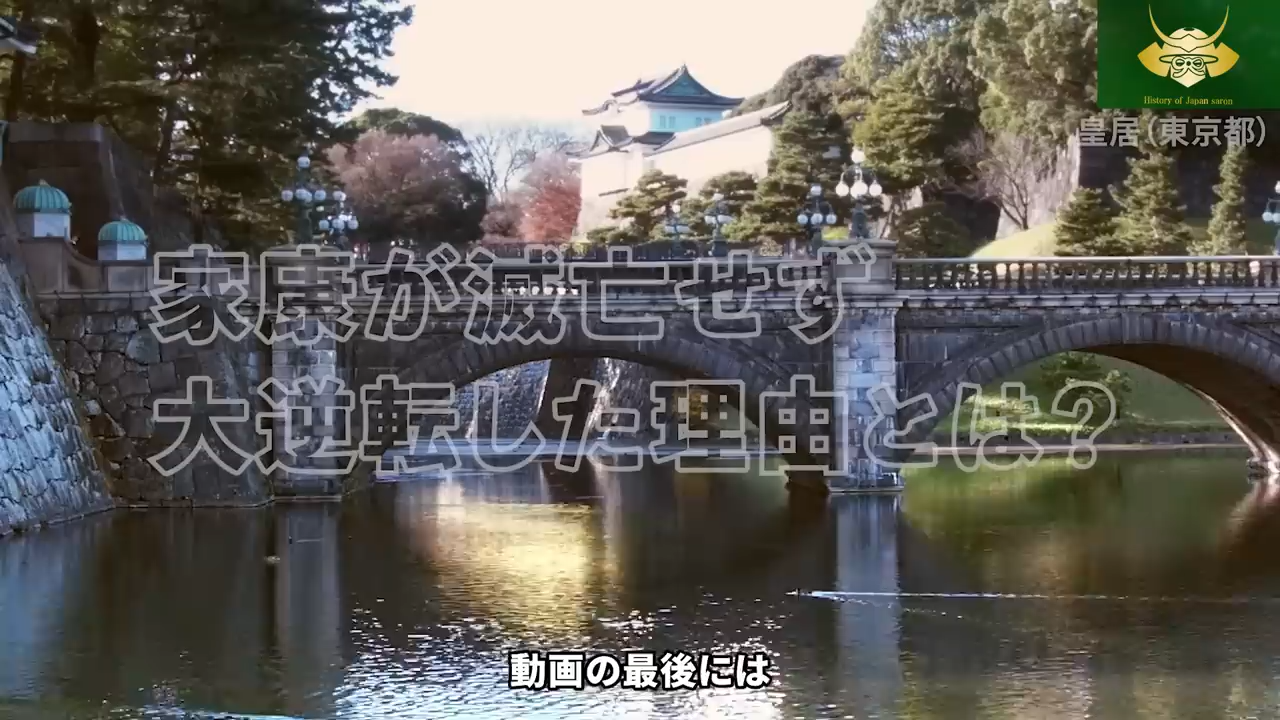 History of Japan saron
皇居（東京都）
家康が滅亡せず
大逆転した理由とは？
動画の最後には